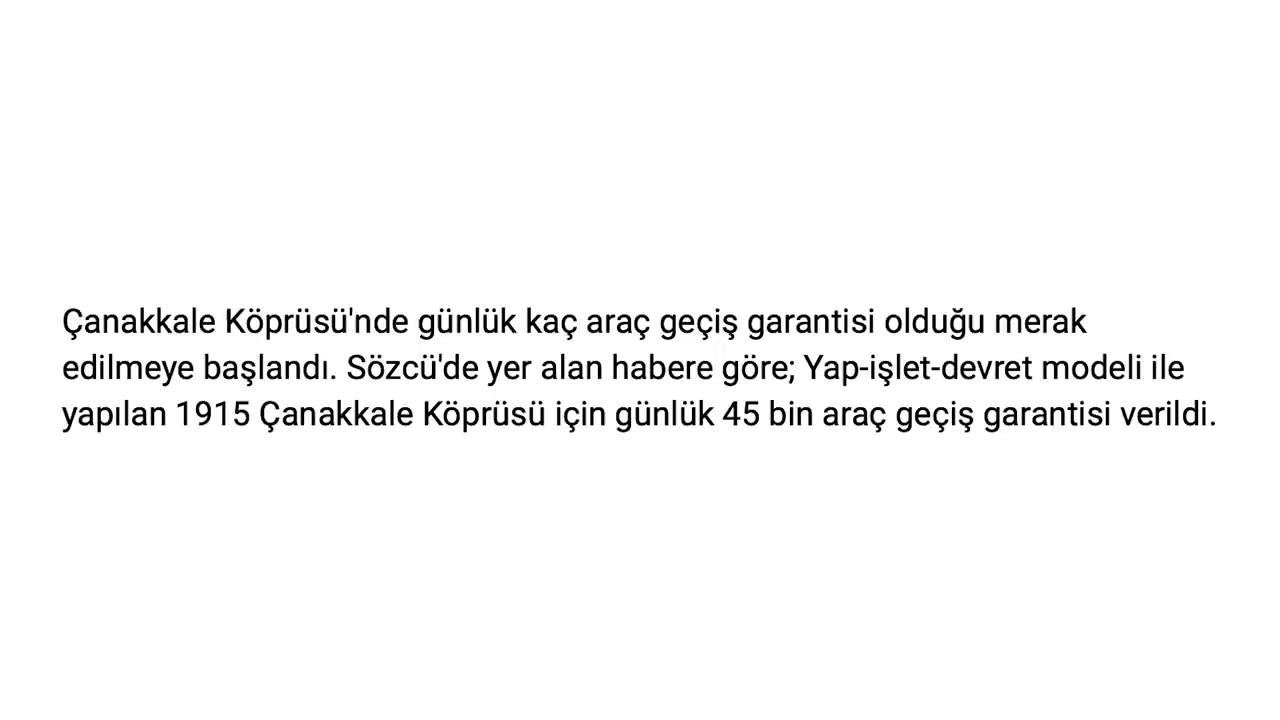 Çanakkale Köprüsü'nde günlük kaç araç geçiş garantisi olduğu merak
edilmeye başlandı. Sözcü'de yer alan habere göre; Yap-işlet-devret modeli ile
yapılan 1915 Çanakkale Köprüsü için günlük 45 bin araç geçiş garantisi verildi.